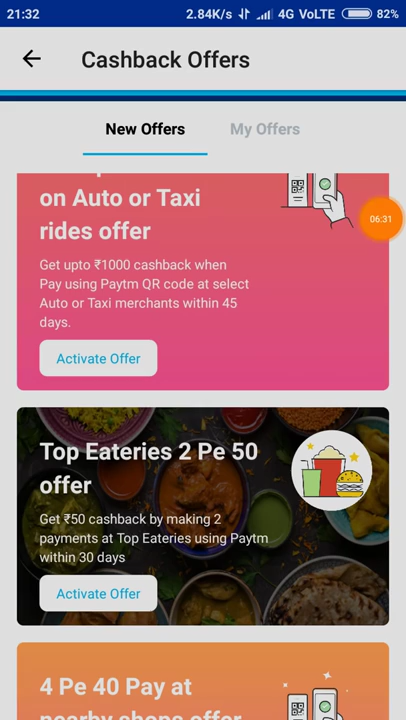 21:32
2.84K/s 4G VoLTE 82%
Cashback Offers
New Offers
My Offers
on Auto or Taxi
rides offer
06:31
Get upto ₹1000 cashback when
Pay using Paytm QR code at select
Auto or Taxi merchants within 45
days.
Activate Offer
Top Eateries 2 Pe 50
offer
Get ₹50 cashback by making 2
payments at Top Eateries using Paytm
within 30 days
Activate Offer
4 Pe 40 Pay at
nearby shops offer